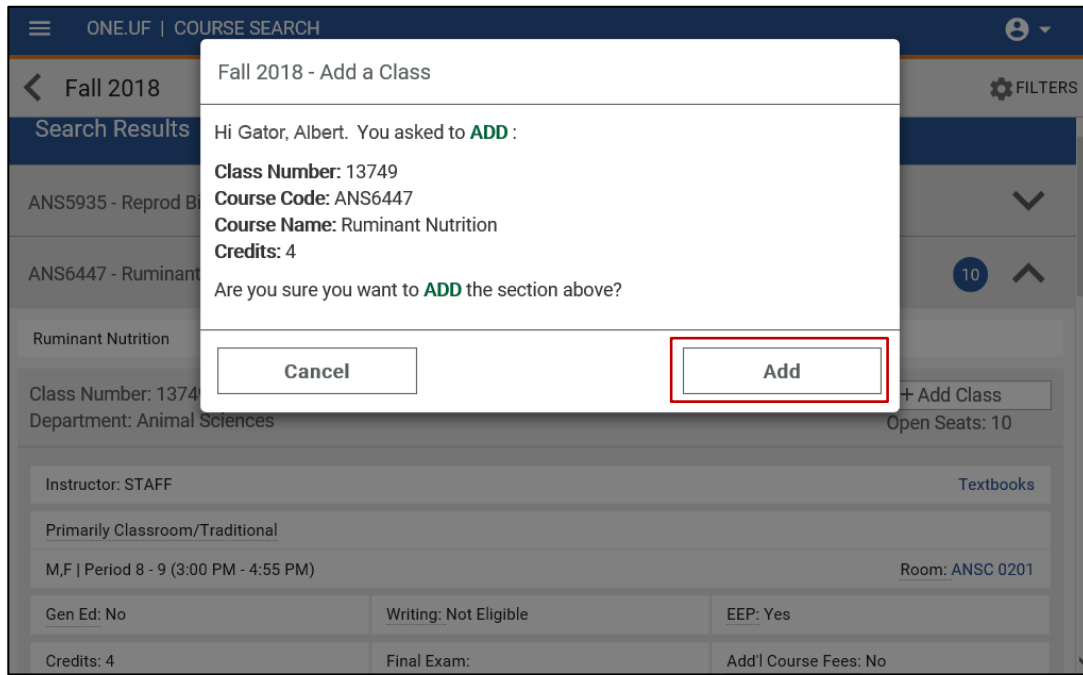 ONE.UF | COURSE SEARCH
Fall 2018
FILTERS
Search Results
Fall 2018 - Add a Class
Hi Gator, Albert. You asked to ADD :
Class Number: 13749
Course Code: ANS6447
Course Name: Ruminant Nutrition
Credits: 4
Are you sure you want to ADD the section above?
Cancel
Add
ANS5935 - Reprod
ANS6447 - Ruminant
10
Ruminant Nutrition
Class Number: 1374
+ Add Class
Department: Animal Sciences
Open Seats: 10
Instructor: STAFF
Textbooks
Primarily Classroom/Traditional
M,F | Period 8 - 9 (3:00 PM - 4:55 PM)
Room: ANSC 0201
Gen Ed: No
Writing: Not Eligible
EEP: Yes
Credits: 4
Final Exam:
Add'l Course Fees: No